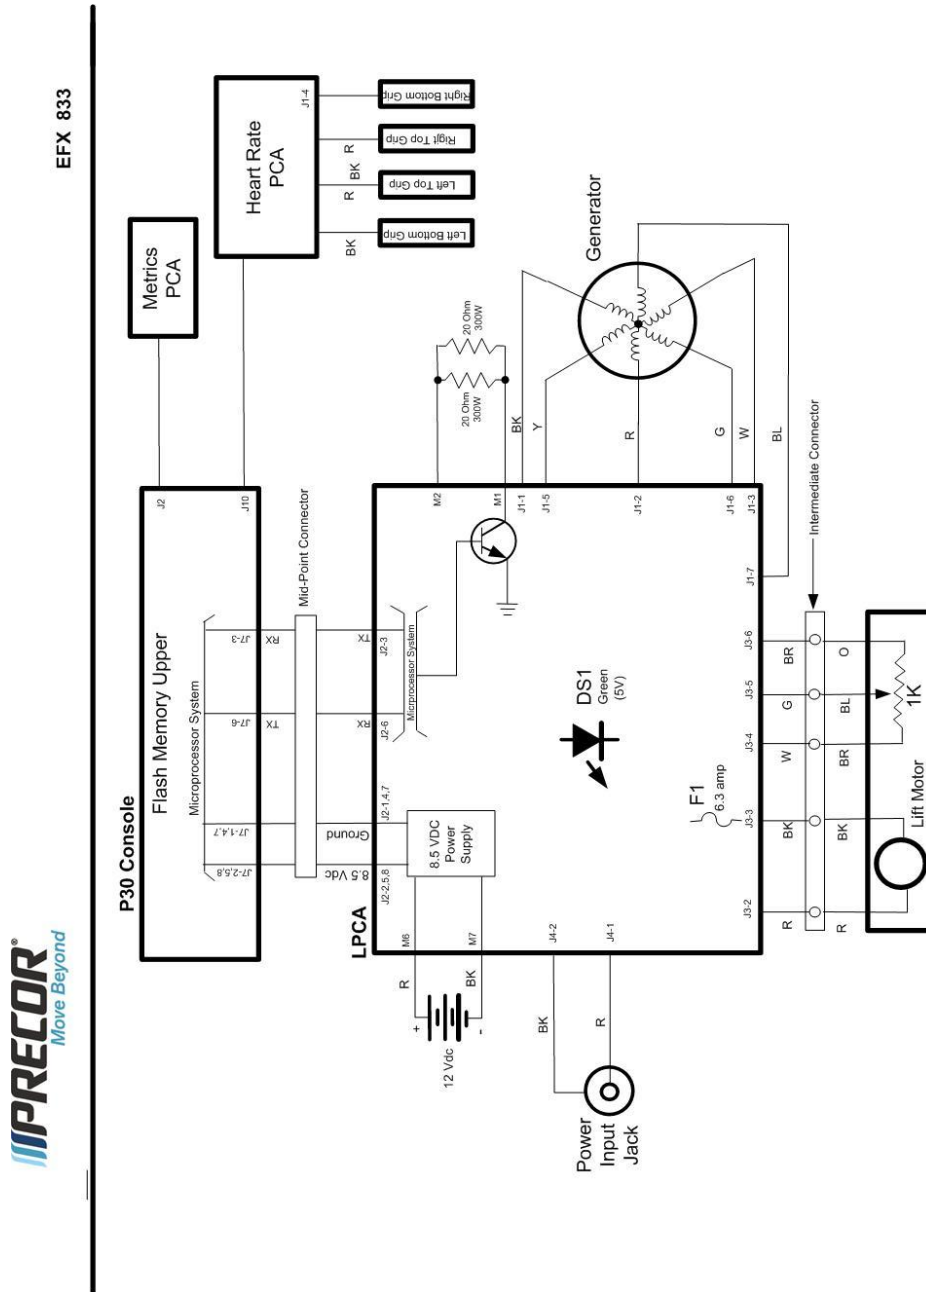 PRECOR®
Move Beyond
EFX 833
P30 Console
Flash Memory Upper
Microprocessor System
J2
J10
J7-2,5,8
J7-1,4,7
J7-6
J7-3
TX
RX
Mid-Point Connector
8.5 Vdc
Ground
RX
TX
J2-2,5,8
J2-1,4,7
J2-6
J2-3
Metrics
PCA
Heart Rate
PCA
J1-4
BK
R
BK
R
Left Bottom Grip
Left Top Grip
Rigjt Top Grip
Right Bottom Grip
LPCA
8.5 VDC
Power
Supply
Micrprocessor System
M6
M7
R
BK
+
-
12 Vdc
M2
M1
20 Ohm
300W
20 Ohm
300W
J1-1
J1-5
J1-2
J1-6
J1-3
J1-7
BK
Y
R
G
W
BL
Generator
J4-2
J4-1
BK
R
Power
Input
Jack
DS1
Green
(5V)
F1
6.3 amp
J3-2
J3-3
J3-4
J3-5
J3-6
R
BK
W
G
BR
Intermediate Connector
R
BK
BR
BL
O
Lift Motor
1K